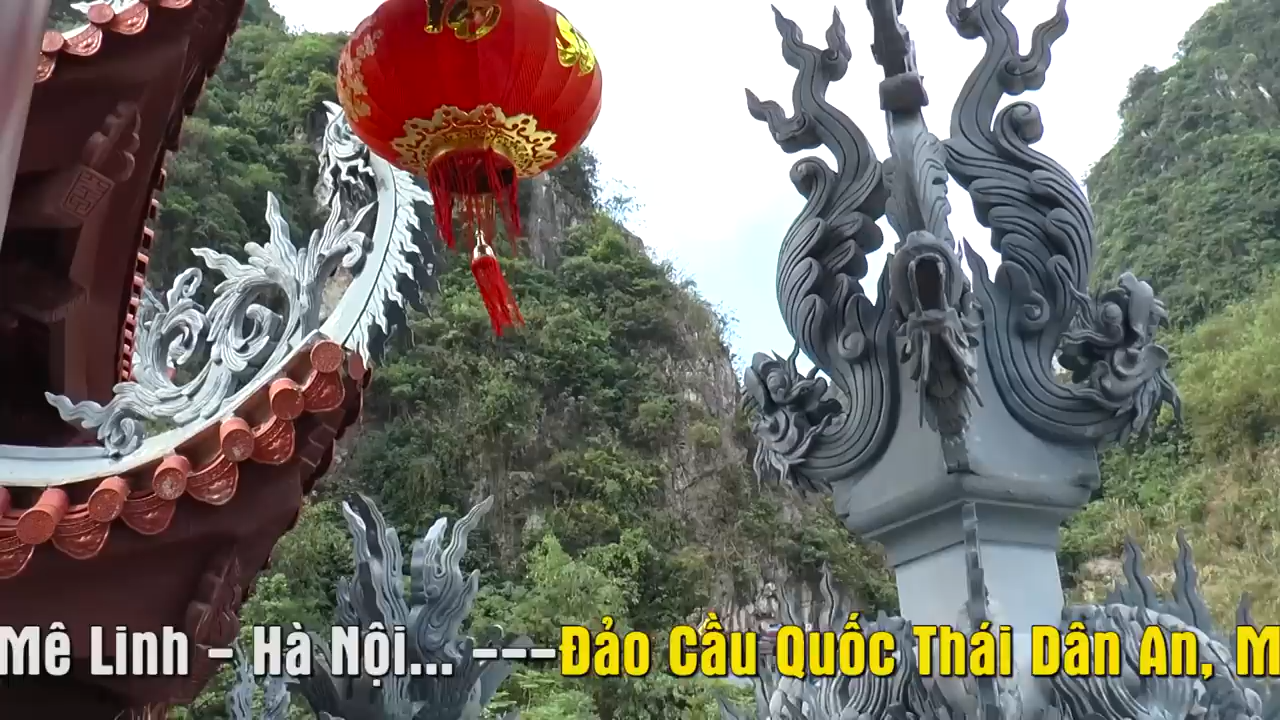 Mê Linh - Hà Nội... ---Đảo Cầu Quốc Thái Dân An, M